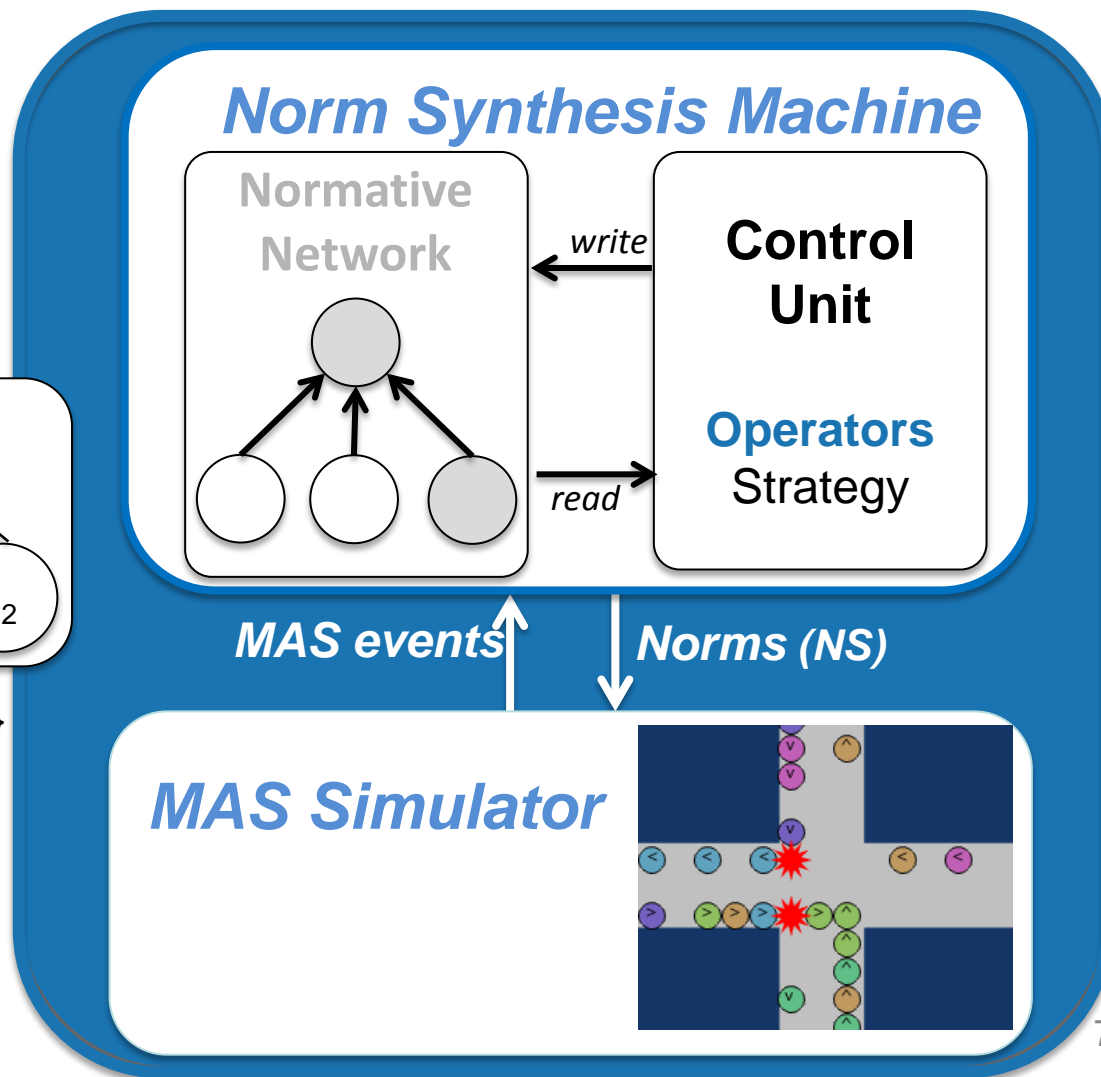 Norm Synthesis Machine
Normative
Network
write
Control
Unit
Operators
Strategy
read
2
MAS events
Norms (NS)
MAS Simulator